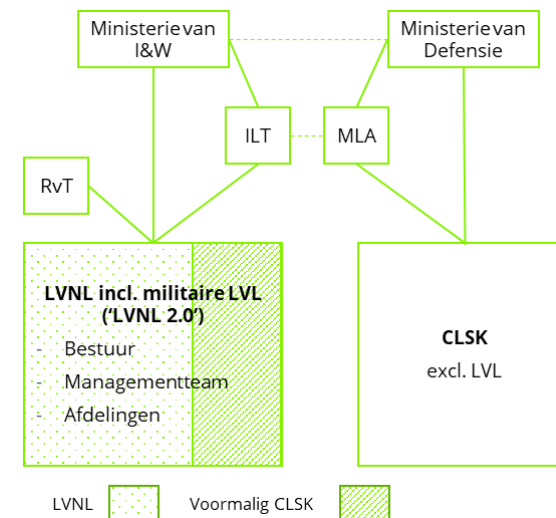 Ministerie van
I&W
Ministerie van
Defensie
ILT
MLA
RvT
LVNL incl. militaire LVL
('LVNL 2.0')
- Bestuur
- Managementteam
- Afdelingen
CLSK
excl. LVL
LVNL
Voormalig CLSK